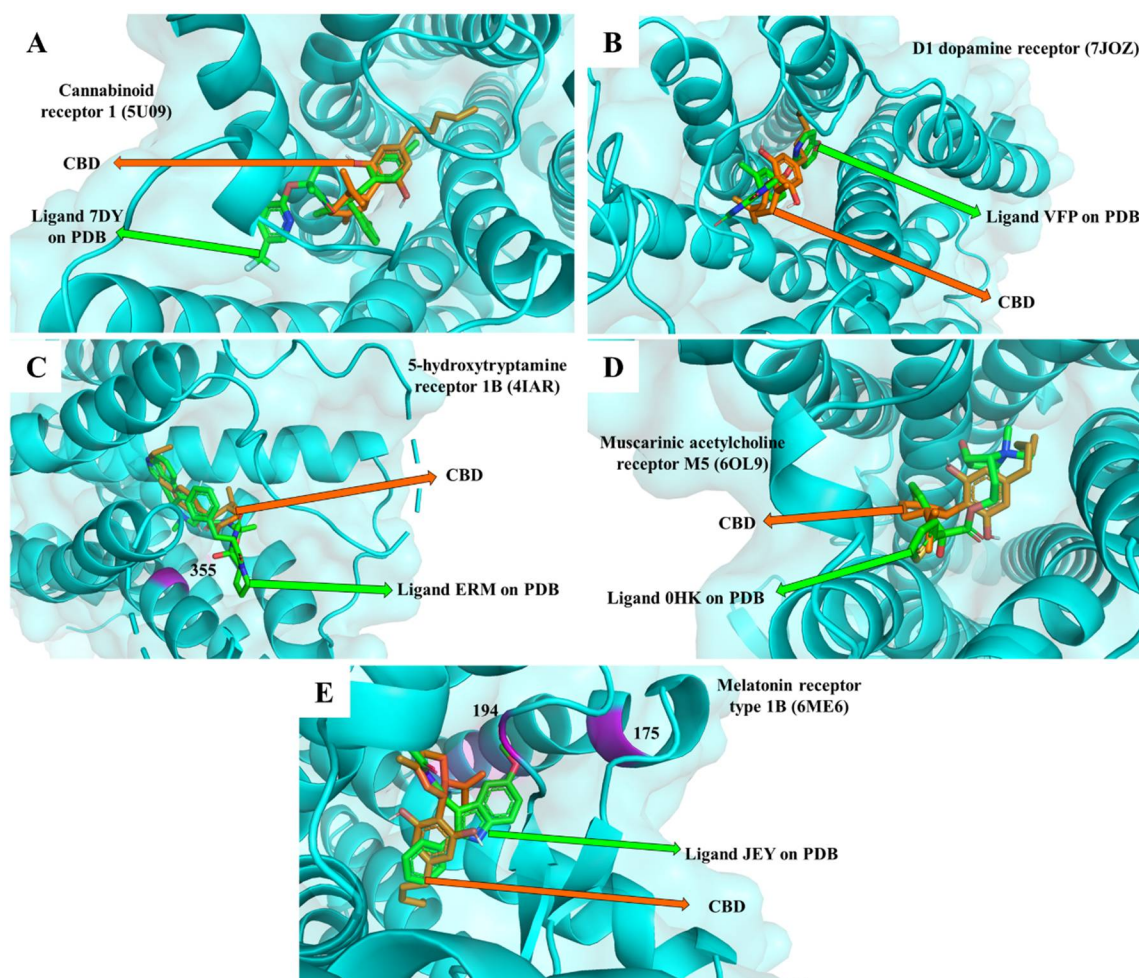 A
Cannabinoid
receptor 1 (5U09)
CBD
Ligand 7DY
on PDB
B
D1 dopamine receptor (7JOZ)
Ligand VFP on PDB
CBD
C
5-hydroxytryptamine
receptor 1B (4IAR)
CBD
355
Ligand ERM on PDB
D
Muscarinic acetylcholine
receptor M5 (6OL9)
CBD
Ligand 0HK on PDB
E
Melatonin receptor
type 1B (6ME6)
194
175
Ligand JEY on PDB
CBD